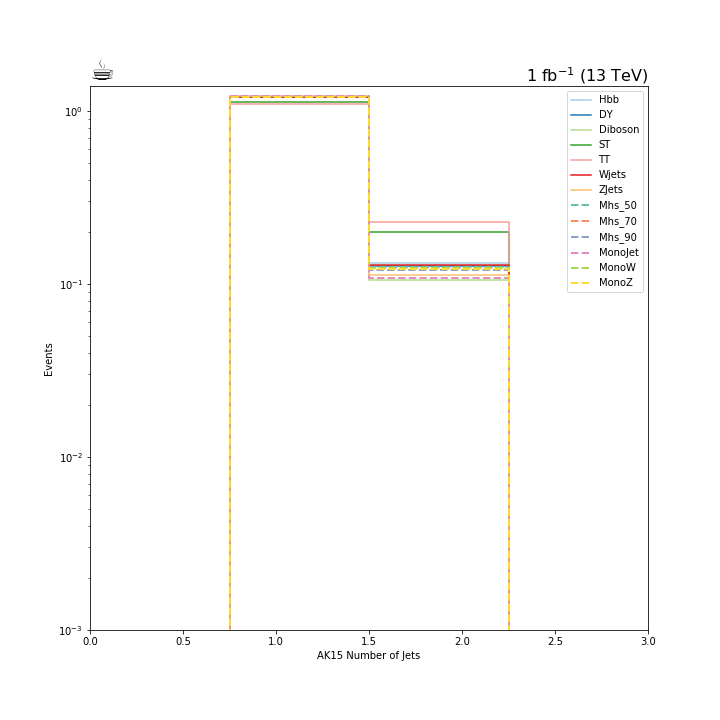 ☕
1 fb⁻¹ (13 TeV)
Hbb
DY
Diboson
ST
TT
Wjets
ZJets
Mhs_50
Mhs_70
Mhs_90
MonoJet
MonoW
MonoZ
10⁰
10⁻¹
10⁻²
10⁻³
Events
0.0 0.5 1.0 1.5 2.0 2.5 3.0
AK15 Number of Jets